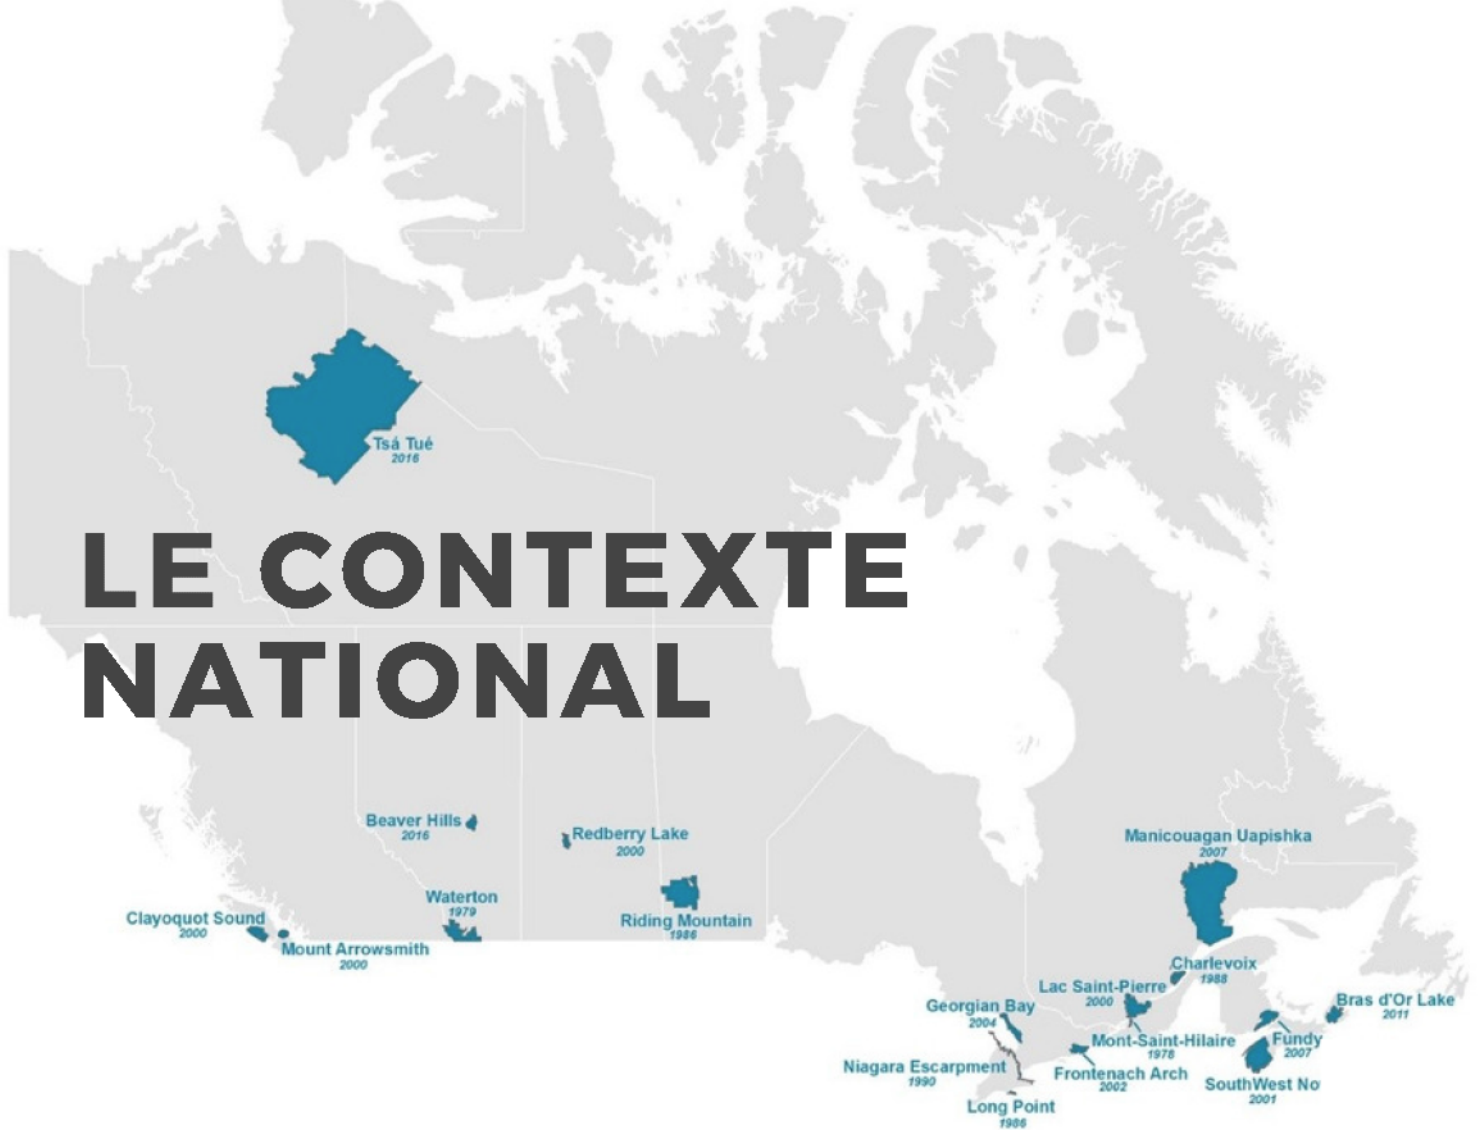 Tsá Tué
2016
LE CONTEXTE
NATIONAL
Beaver Hills
2016
Redberry Lake
2000
Manicouagan Uapishka
2007
Waterton
1979
Riding Mountain
1986
Clayoquot Sound
2000
Mount Arrowsmith
2000
Charlevoix
1988
Lac Saint-Pierre
2000
Georgian Bay
2004
Bras d'Or Lake
2011
Mont-Saint-Hilaire
1978
Fundy
2007
Niagara Escarpment
1990
Frontenach Arch
2002
SouthWest No
2001
Long Point
1986